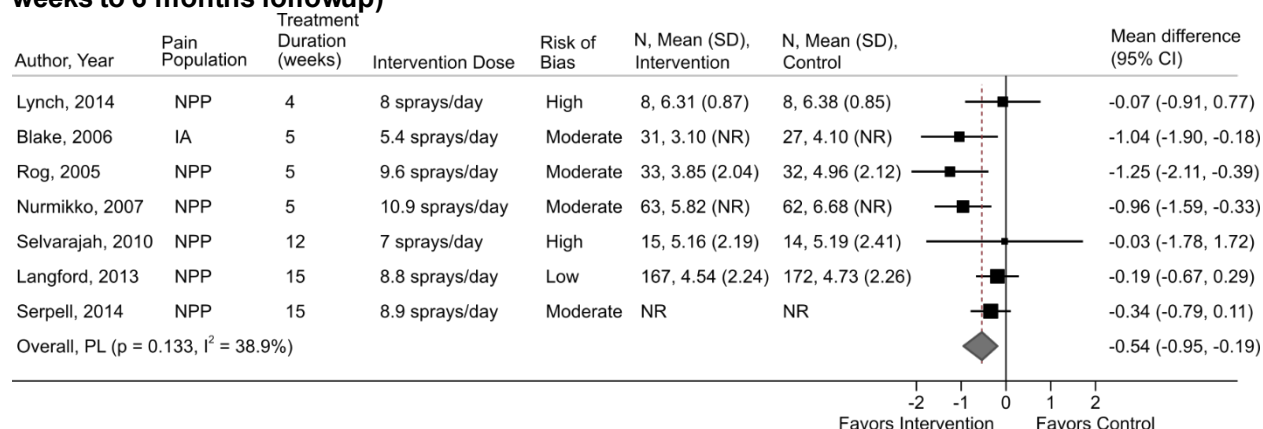 weeks to 6 months followup)
Author, Year Pain Population Treatment Duration (weeks) Intervention Dose Risk of Bias N, Mean (SD), Intervention N, Mean (SD), Control Mean difference (95% CI)
Lynch, 2014 NPP 4 8 sprays/day High 8, 6.31 (0.87) 8, 6.38 (0.85) -0.07 (-0.91, 0.77)
Blake, 2006 IA 5 5.4 sprays/day Moderate 31, 3.10 (NR) 27, 4.10 (NR) -1.04 (-1.90, -0.18)
Rog, 2005 NPP 5 9.6 sprays/day Moderate 33, 3.85 (2.04) 32, 4.96 (2.12) -1.25 (-2.11, -0.39)
Nurmikko, 2007 NPP 5 10.9 sprays/day Moderate 63, 5.82 (NR) 62, 6.68 (NR) -0.96 (-1.59, -0.33)
Selvarajah, 2010 NPP 12 7 sprays/day High 15, 5.16 (2.19) 14, 5.19 (2.41) -0.03 (-1.78, 1.72)
Langford, 2013 NPP 15 8.8 sprays/day Low 167, 4.54 (2.24) 172, 4.73 (2.26) -0.19 (-0.67, 0.29)
Serpell, 2014 NPP 15 8.9 sprays/day Moderate NR NR -0.34 (-0.79, 0.11)
Overall, PL (p = 0.133, I² = 38.9%) -0.54 (-0.95, -0.19)
-2 -1 0 1 2
Favors Intervention Favors Control